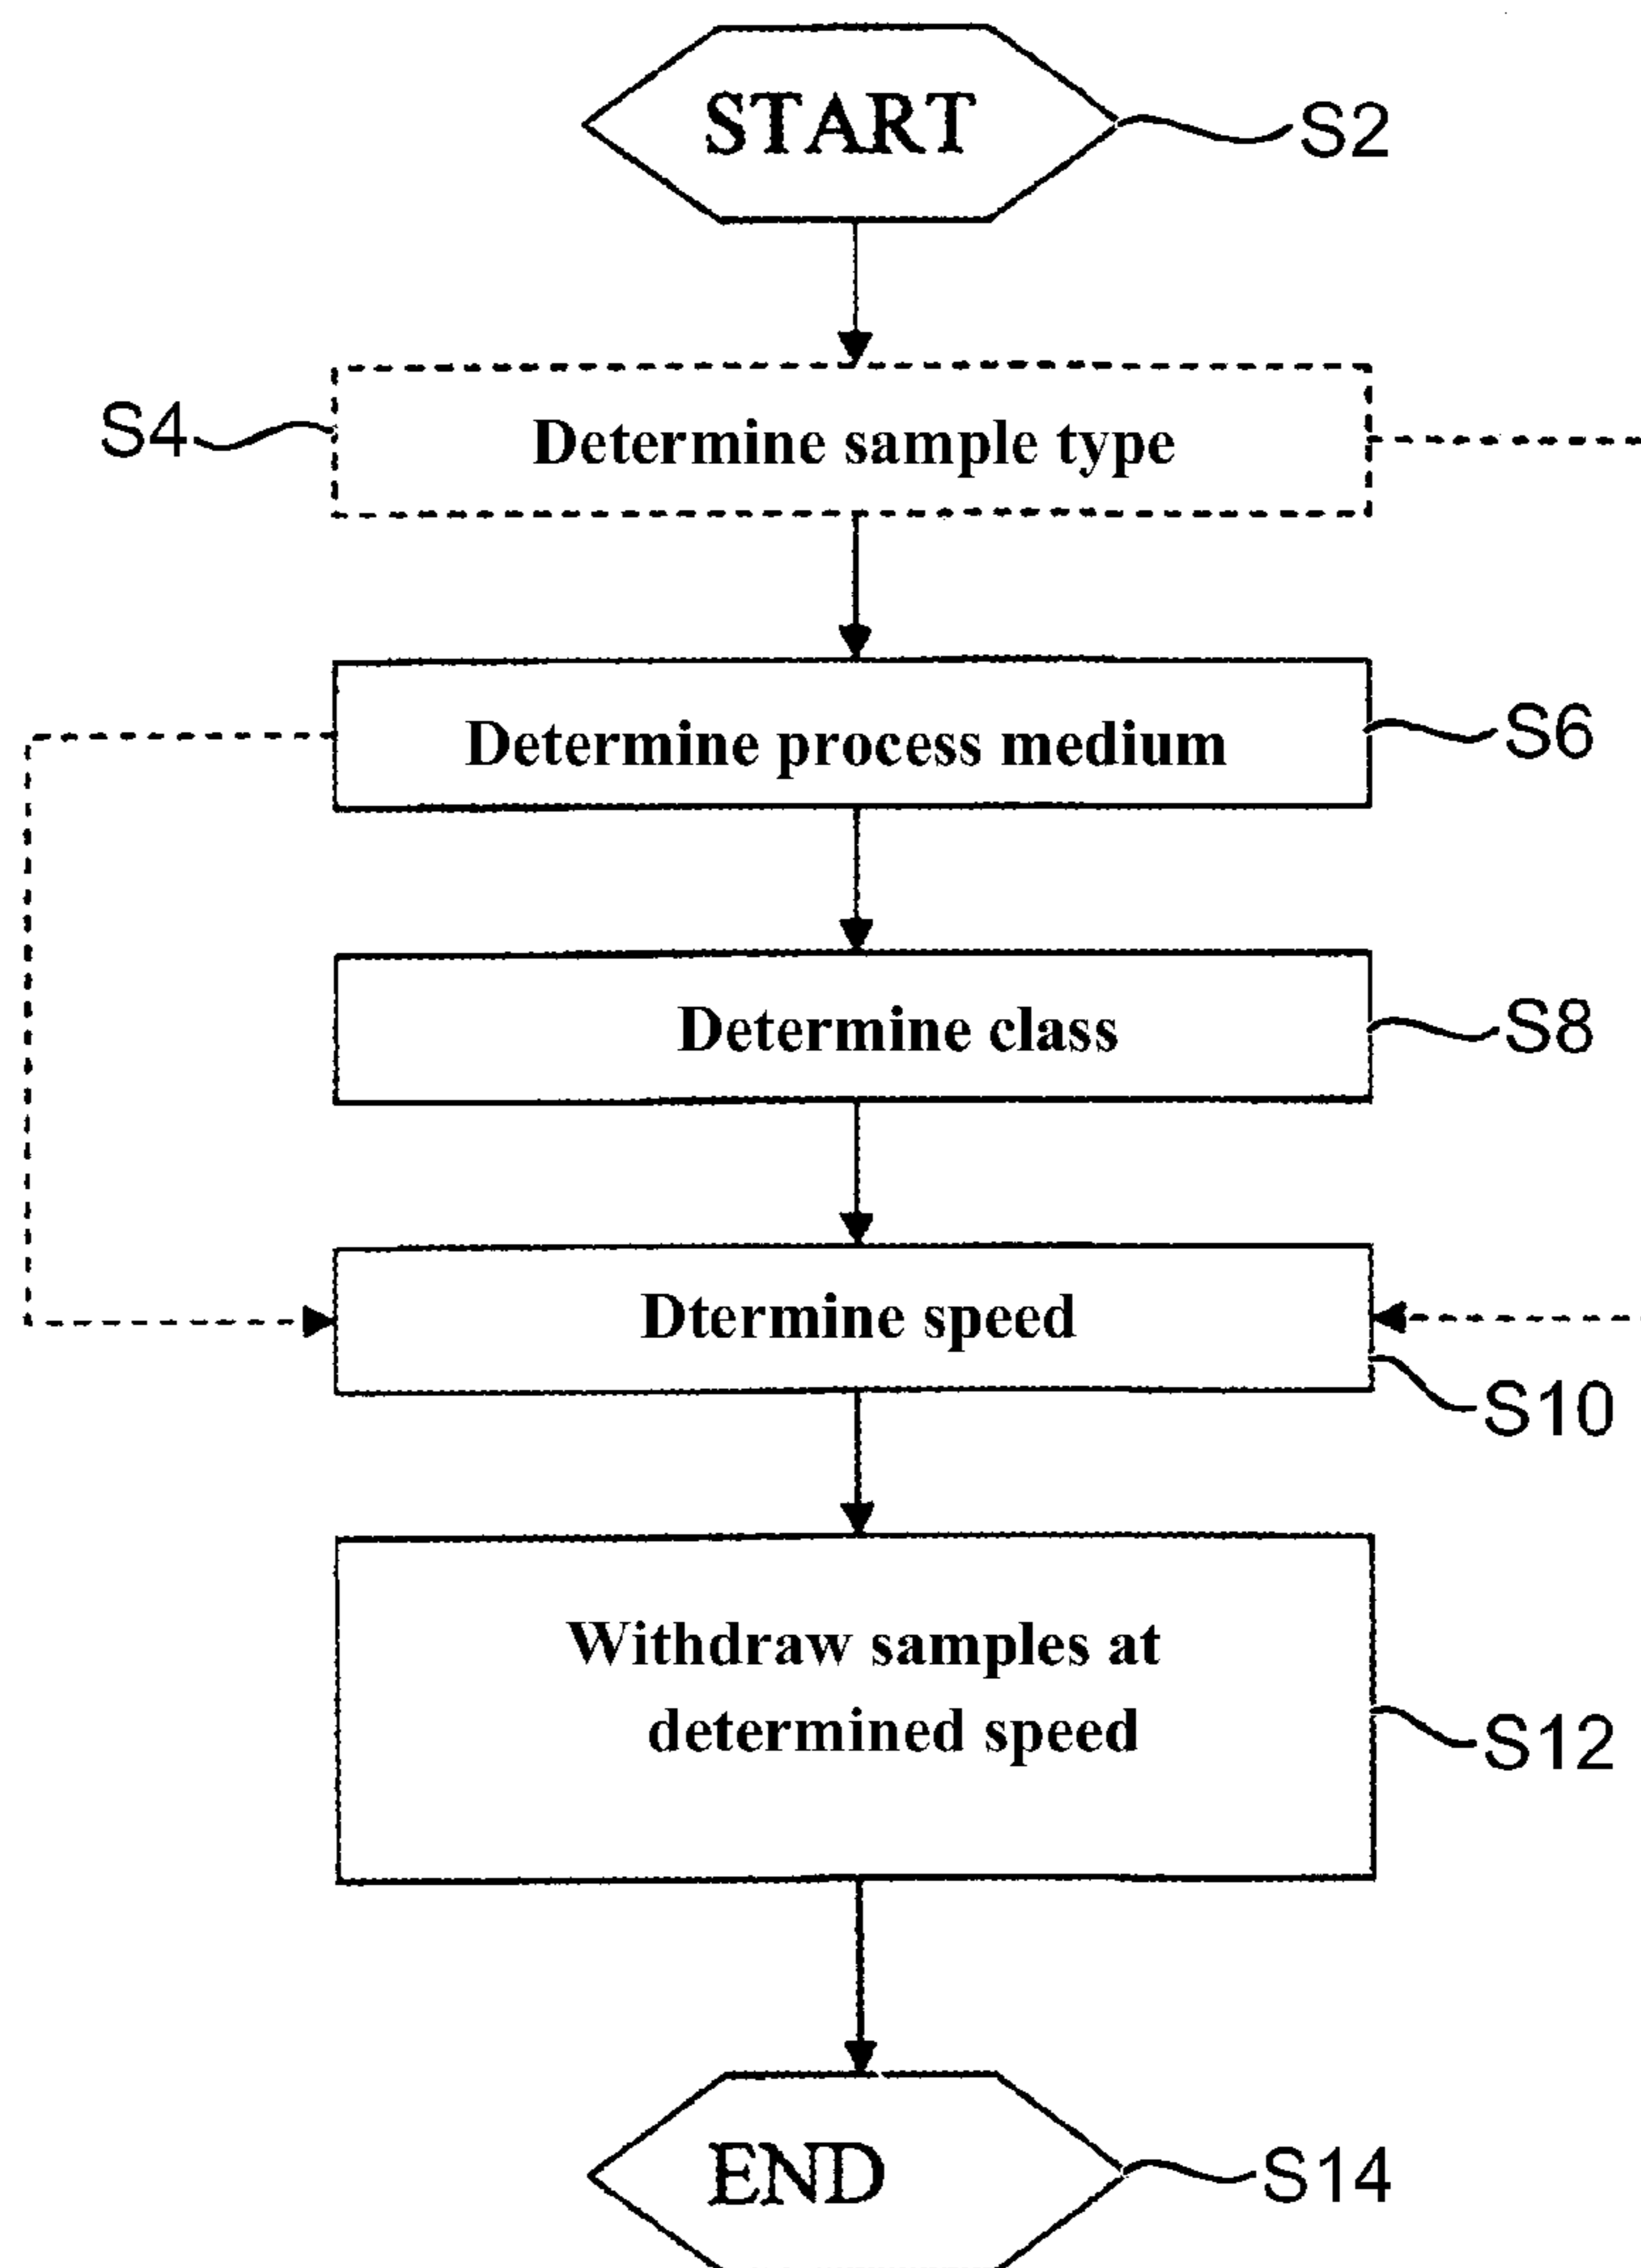 START
S2
S4
Determine sample type
Determine process medium
S6
Determine class
S8
Dtermine speed
S10
Withdraw samples at
determined speed
S12
END
S14